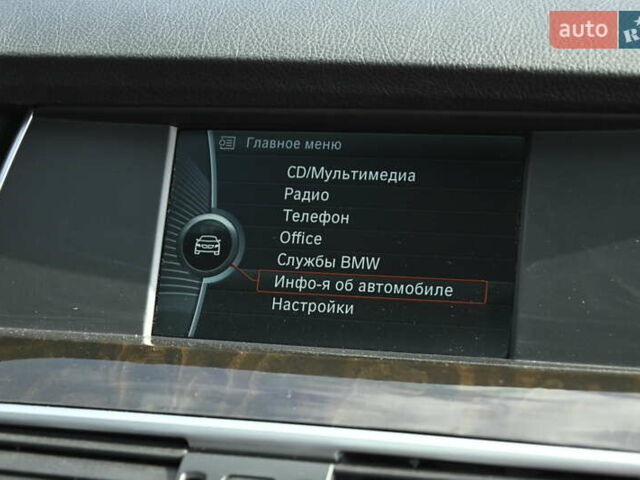 auto
R
Главное меню
CD/Мультимедиа
Радио
Телефон
Office
Службы BMW
Инфо-я об автомобиле
Настройки